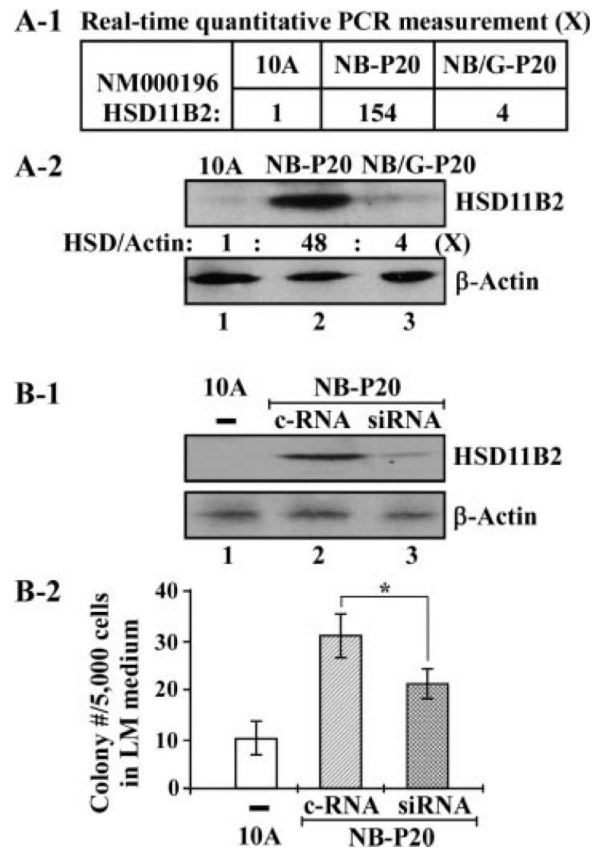 A-1 Real-time quantitative PCR measurement (X)
NM000196 HSD11B2: 10A NB-P20 NB/G-P20
1 154 4
A-2 10A NB-P20 NB/G-P20
HSD11B2
HSD/Actin: 1 : 48 : 4 (X)
β-Actin
1 2 3
B-1 10A NB-P20
– c-RNA siRNA
HSD11B2
β-Actin
1 2 3
B-2
Colony #/5,000 cells
in LM medium
40
30
20
10
0
*
– c-RNA siRNA
10A NB-P20